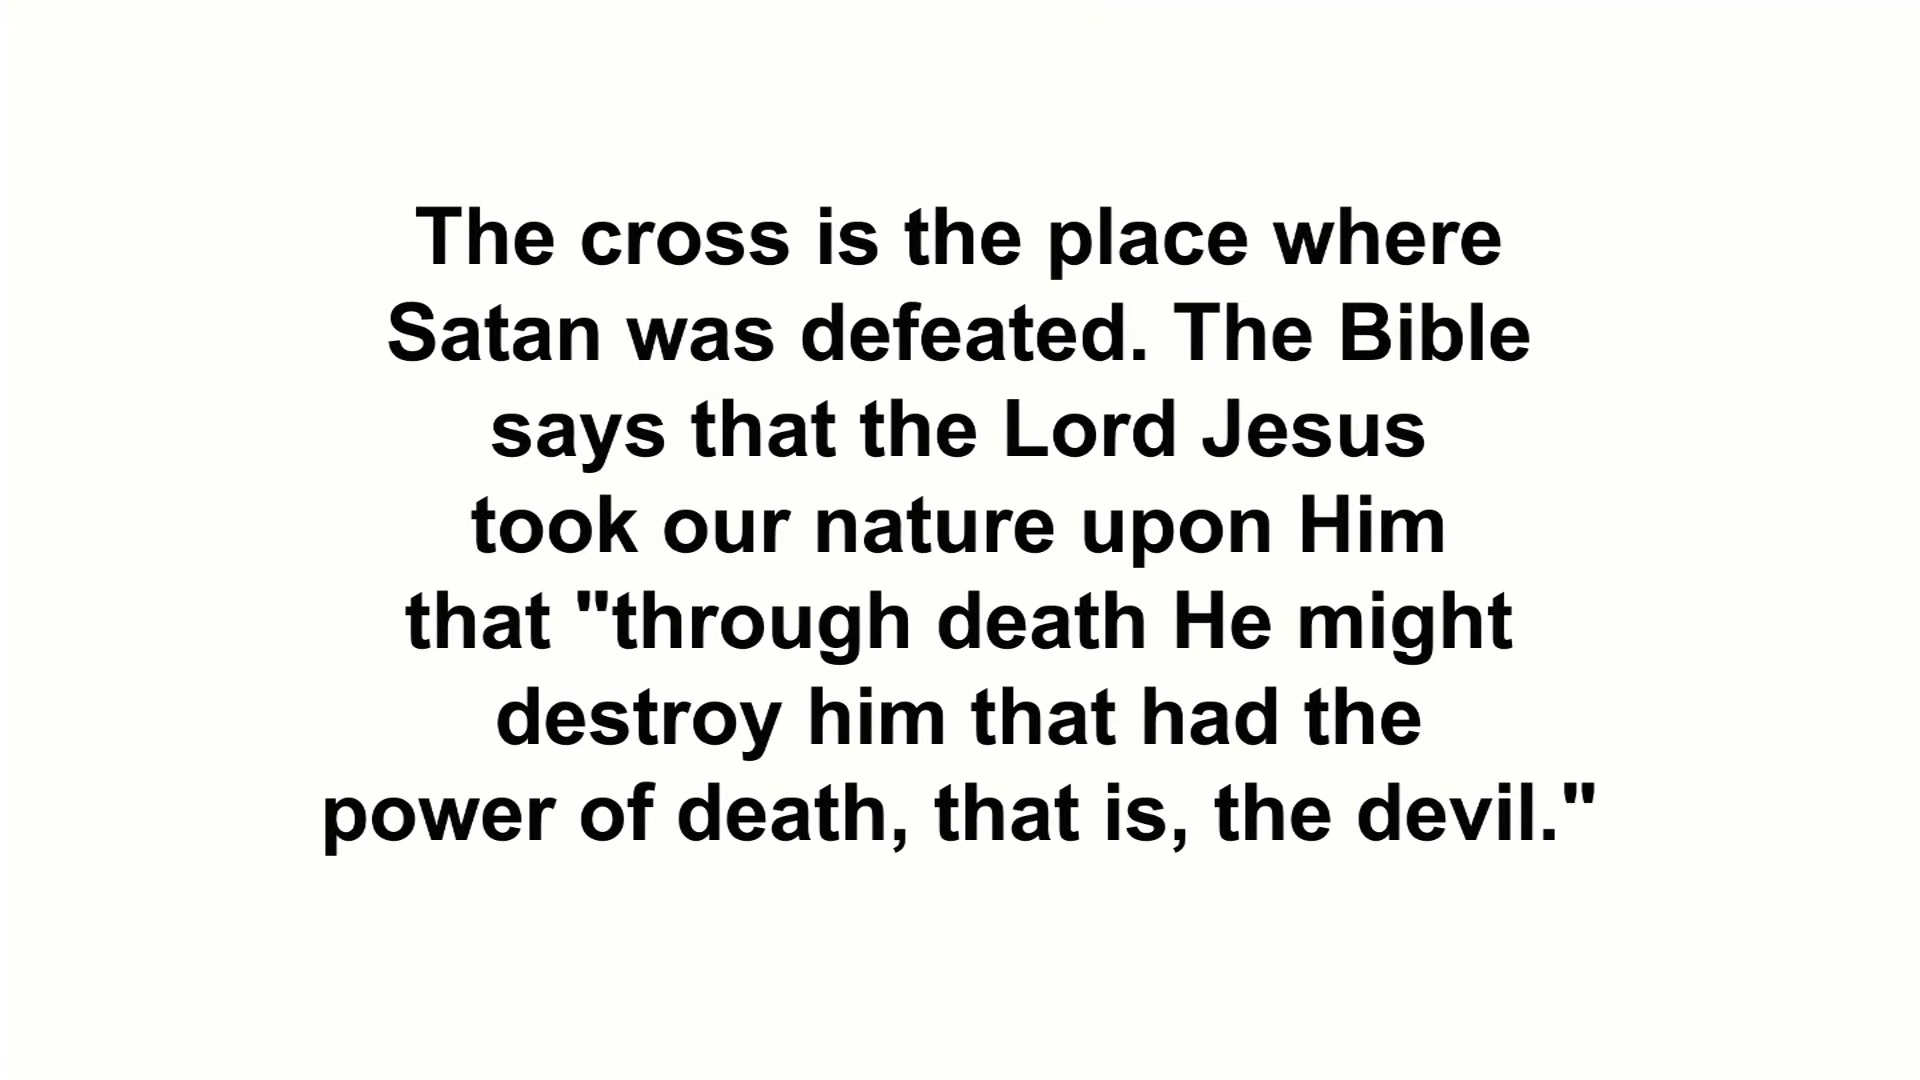 The cross is the place where
Satan was defeated. The Bible
says that the Lord Jesus
took our nature upon Him
that "through death He might
destroy him that had the
power of death, that is, the devil."